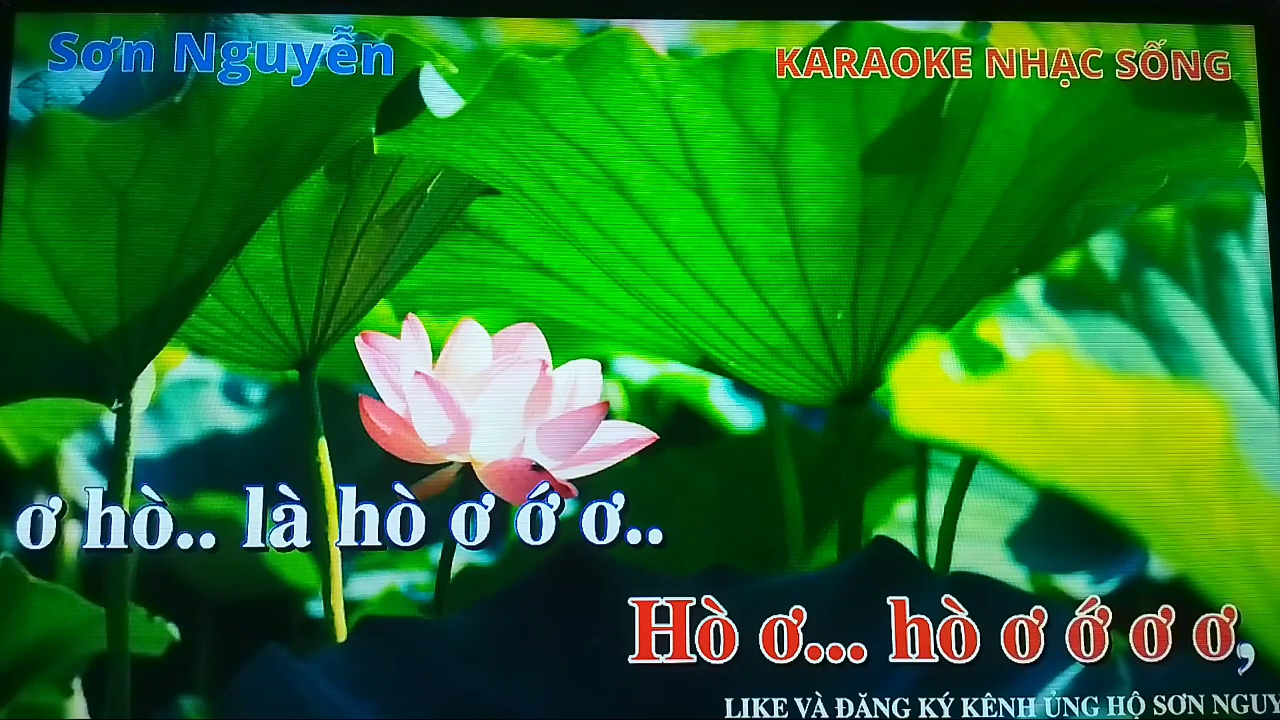 Sơn Nguyễn
KARAOKE NHẠC SỐNG
ơ hò.. là hò ơ ớ ơ..
Hò ơ... hò ơ ớ ơ ơ,
LIKE VÀ ĐĂNG KÝ KÊNH ỦNG HỘ SƠN NGUY